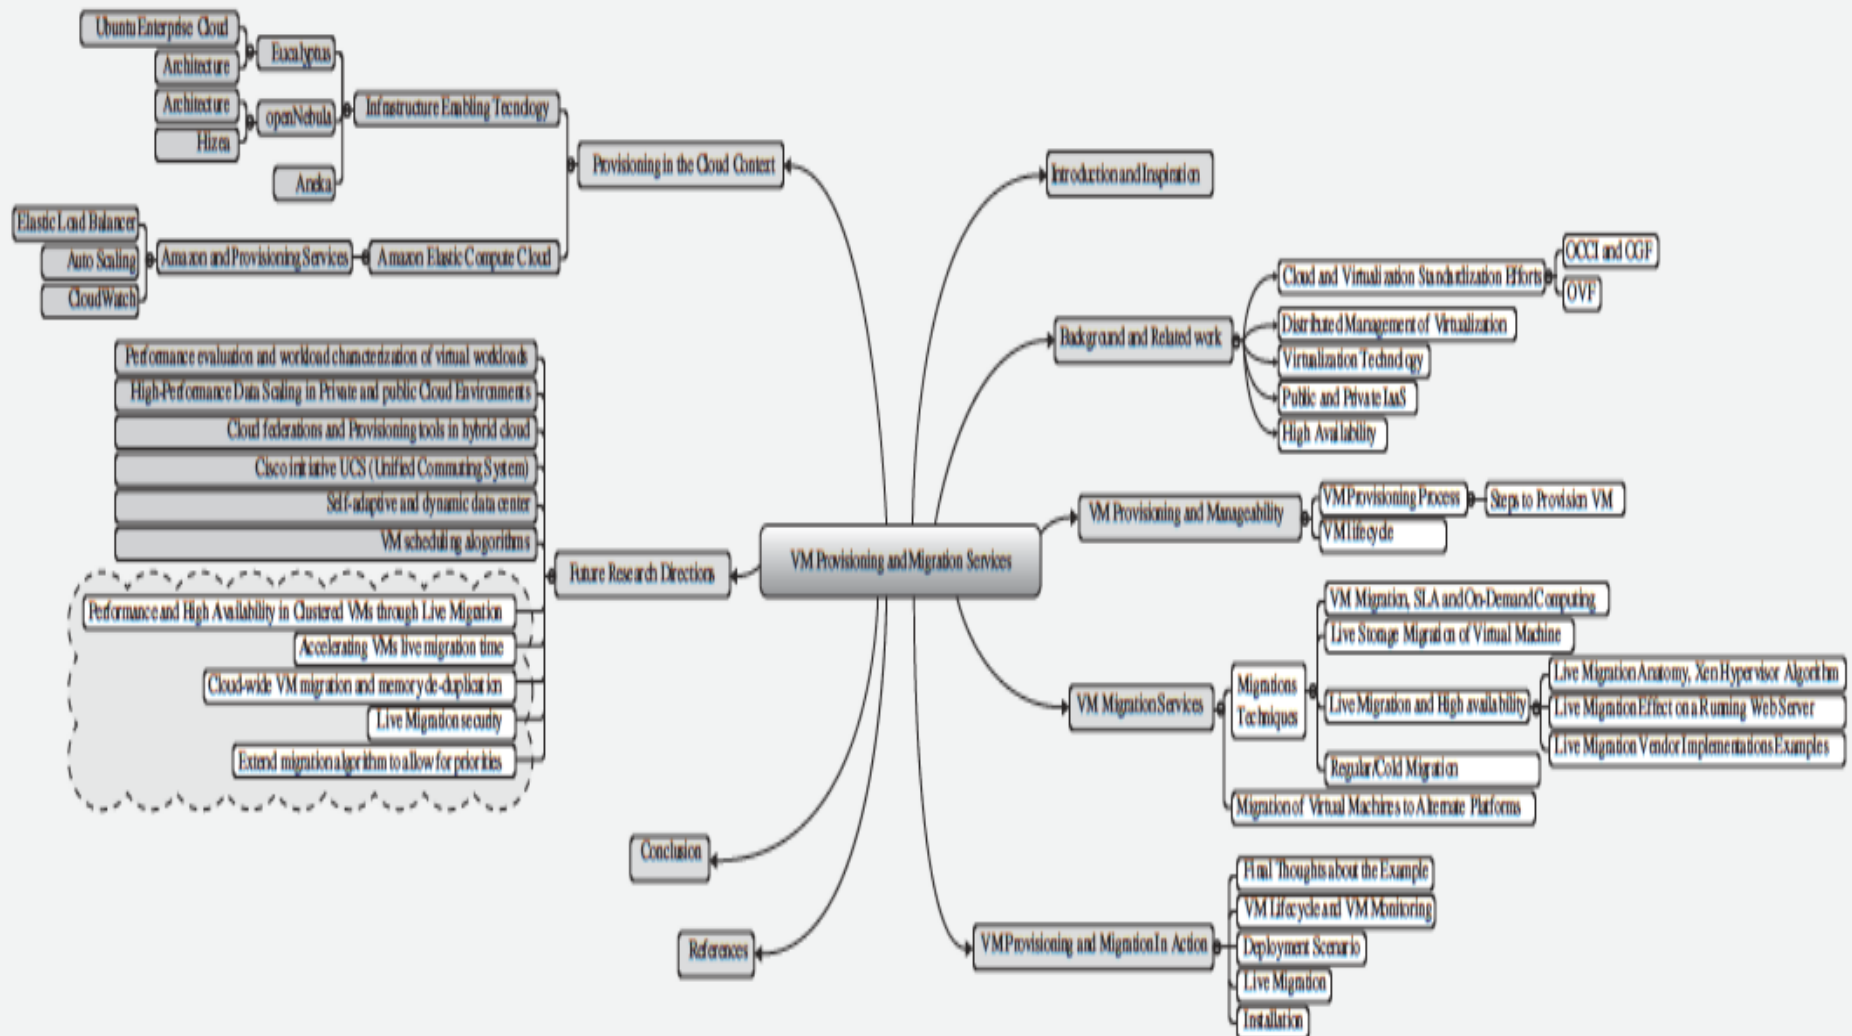 Ubuntu Enterprise Cloud
Architecture
Eucalyptus
Architecture
Hizea
openNebula
Aneka
Infrastructure Enabling Tecnology
Elastic Load Balancer
Auto Scaling
CloudWatch
Amazon and Provisioning Services
Amazon Elastic Compute Cloud
Provisioning in the Cloud Context
Performance evaluation and workload characterization of virtual workloads
High-Performance Data Scaling in Private and public Cloud Environments
Cloud federations and Provisioning tools in hybrid cloud
Cisco initiative UCS (Unified Commuting System)
Self-adaptive and dynamic data center
VM scheduling alogorithms
Performance and High Availability in Clustered VMs through Live Migration
Accelerating VMs live migration time
Cloud-wide VM migration and memory de-duplication
Live Migration security
Extend migration algorithm to allow for priorities
Future Research Directions
Conclusion
References
VM Provisioning and Migration Services
Introduction and Inspiration
Background and Related work
Cloud and Virtualization Standardization Efforts
OCCI and OGF
OVF
Distributed Management of Virtualization
Virtualization Technology
Public and Private IaaS
High Availability
VM Provisioning and Manageability
VM Provisioning Process
Steps to Provision VM
VM lifecycle
VM Migration Services
Migrations
Techniques
VM Migration, SLA and On-Demand Computing
Live Storage Migration of Virtual Machine
Live Migration and High availability
Live Migration Anatomy, Xen Hypervisor Algorithm
Live Migration Effect on a Running Web Server
Live Migration Vendor Implementations Examples
Regular/Cold Migration
Migration of Virtual Machines to Alternate Platforms
VM Provisioning and Migration In Action
Final Thoughts about the Example
VM Lifecycle and VM Monitoring
Deployment Scenario
Live Migration
Installation